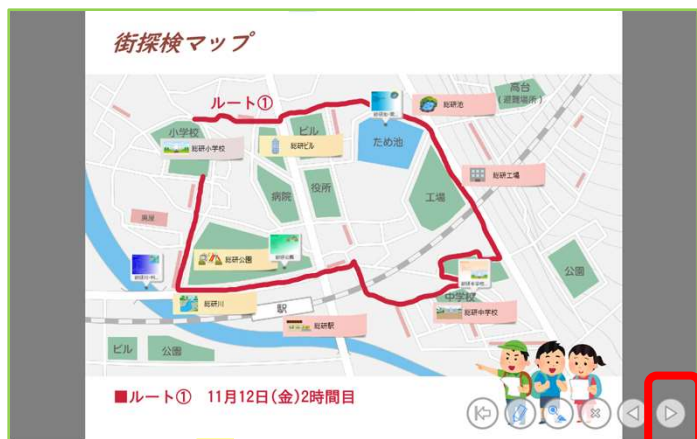 街探検マップ
高台
(避難場所)
ルート①
総研池
小学校
ビル
総研ビル
ため池
総研小学校
総研工場
病院
役所
工場
総研公園
公園
総研川
駅
中学校
総研駅
総研中学校
ビル
公園
■ルート① 11月12日(金)2時間目